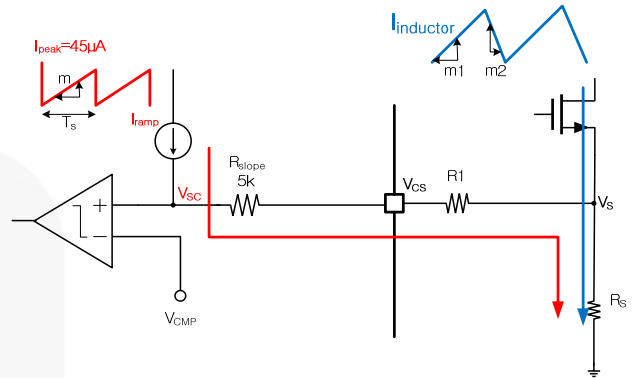 Ipeak=45μA
m
Ts
Iramp
Rslope
5k
VSC
VCMP
+
−
Iinductor
m1
m2
VCS
R1
VS
RS